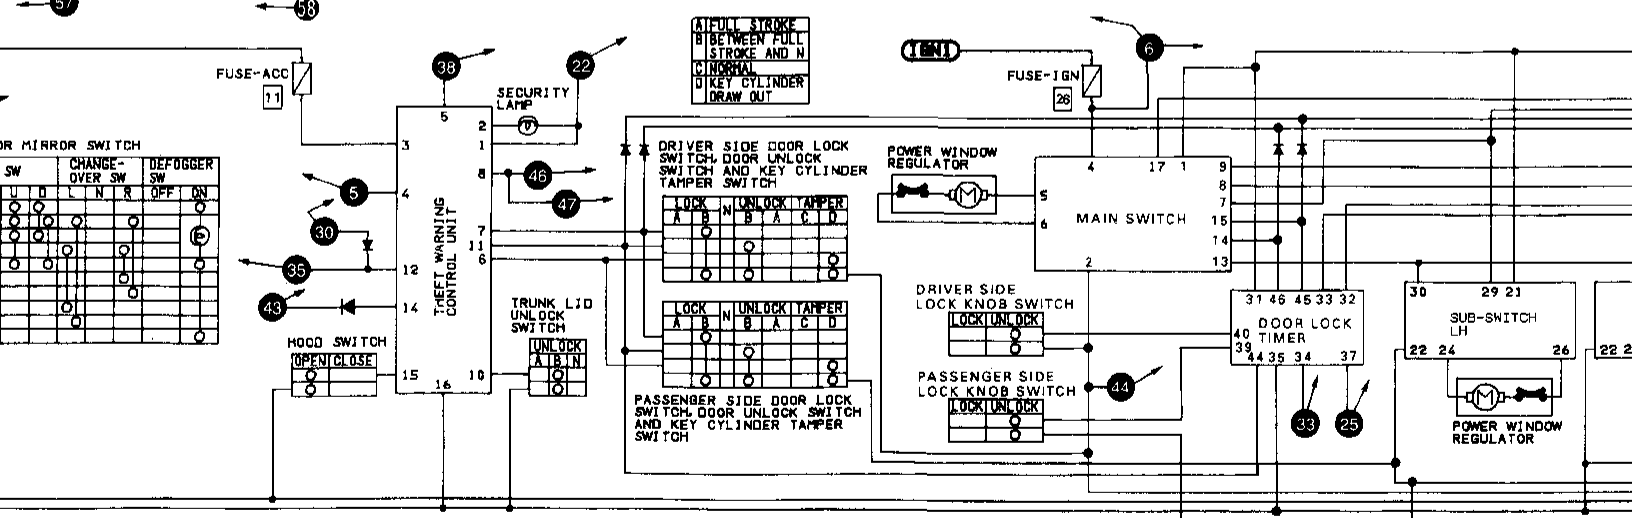 57
58
FUSE-ACC
11
38
22
SECURITY
LAMP
A FULL STROKE
B BETWEEN FULL
STROKE AND N
C NORMAL
D KEY CYLINDER
DRAW OUT
IGN1
6
FUSE-IGN
26
OR MIRROR SWITCH
SW
CHANGE-
OVER SW
DEFOGGER
SW
U D L N R OFF ON
5
3
4
12
14
15
16
2
1
8
7
11
6
10
THEFT WARNING
CONTROL UNIT
5
30
35
43
46
47
HOOD SWITCH
OPEN CLOSE
TRUNK LID
UNLOCK
SWITCH
UNLOCK
A B N
DRIVER SIDE DOOR LOCK
SWITCH, DOOR UNLOCK
SWITCH AND KEY CYLINDER
TAMPER SWITCH
LOCK N UNLOCK TAMPER
A B B A C D
LOCK N UNLOCK TAMPER
A B B A C D
PASSENGER SIDE DOOR LOCK
SWITCH, DOOR UNLOCK SWITCH
AND KEY CYLINDER TAMPER
SWITCH
POWER WINDOW
REGULATOR
M
4 17 1
5
6
9
8
7
15
14
13
2
MAIN SWITCH
DRIVER SIDE
LOCK KNOB SWITCH
LOCK UNLOCK
PASSENGER SIDE
LOCK KNOB SWITCH
LOCK UNLOCK
44
31 46 45 33 32
DOOR LOCK
TIMER
40
39
44 35 34 37
33
25
30 29 21
SUB-SWITCH
LH
22 24 26
M
POWER WINDOW
REGULATOR
22 2